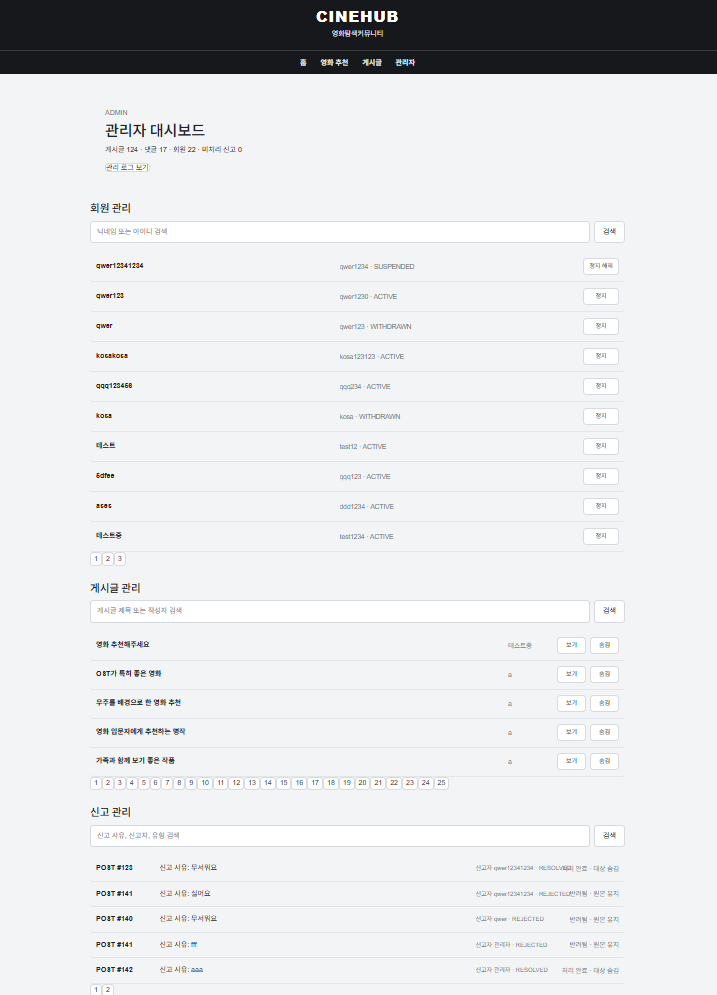 CINEHUB
영화탐색커뮤니티
홈 영화 추천 게시글 관리자
ADMIN
관리자 대시보드
게시글 124 · 댓글 17 · 회원 22 · 미처리 신고 0
관리 로그 보기
회원 관리
닉네임 또는 아이디 검색 검색
qwer12341234 qwer1234 · SUSPENDED 정지 해제
qwer123 qwer1230 · ACTIVE 정지
qwer qwer123 · WITHDRAWN 정지
kosakosa kosa123123 · ACTIVE 정지
qqq123456 qqq234 · ACTIVE 정지
kosa kosa · WITHDRAWN 정지
테스트 test12 · ACTIVE 정지
5dfee qqq123 · ACTIVE 정지
ases ddd1234 · ACTIVE 정지
테스트중 test1234 · ACTIVE 정지
1 2 3
게시글 관리
게시글 제목 또는 작성자 검색 검색
영화 추천해주세요 테스트중 보기 숨김
OST가 특히 좋은 영화 a 보기 숨김
우주를 배경으로 한 영화 추천 a 보기 숨김
영화 입문자에게 추천하는 명작 a 보기 숨김
가족과 함께 보기 좋은 작품 a 보기 숨김
1 2 3 4 5 6 7 8 9 10 11 12 13 14 15 16 17 18 19 20 21 22 23 24 25
신고 관리
신고 사유, 신고자, 유형 검색 검색
POST #123 신고 사유: 무서워요 신고자 qwer12341234 · RESOLVED 처리 완료 · 대상 숨김
POST #141 신고 사유: 싫어요 신고자 qwer12341234 · REJECTED 반려됨 · 원본 유지
POST #140 신고 사유: 무서워요 신고자 qwer · REJECTED 반려됨 · 원본 유지
POST #141 신고 사유: fff 신고자 관리자 · REJECTED 반려됨 · 원본 유지
POST #142 신고 사유: aaa 신고자 관리자 · RESOLVED 처리 완료 · 대상 숨김
1 2